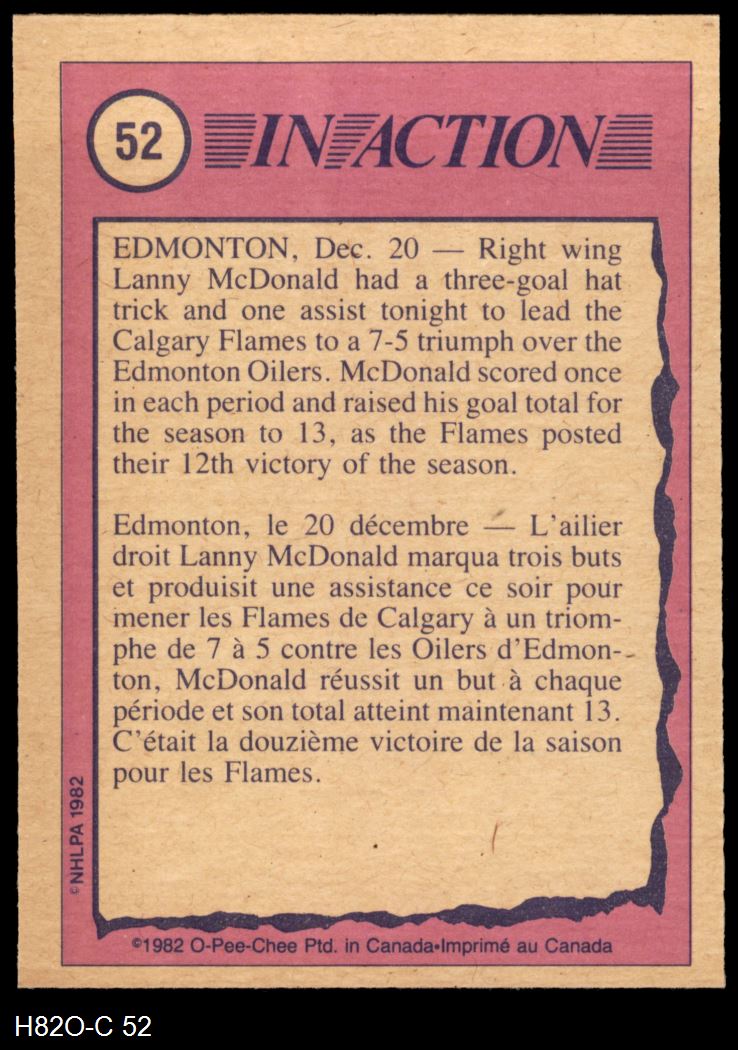 52
IN ACTION
EDMONTON, Dec. 20 — Right wing
Lanny McDonald had a three-goal hat
trick and one assist tonight to lead the
Calgary Flames to a 7-5 triumph over the
Edmonton Oilers. McDonald scored once
in each period and raised his goal total for
the season to 13, as the Flames posted
their 12th victory of the season.
Edmonton, le 20 décembre — L'ailier
droit Lanny McDonald marqua trois buts
et produisit une assistance ce soir pour
mener les Flames de Calgary à un triom-
phe de 7 à 5 contre les Oilers d'Edmon-
ton, McDonald réussit un but à chaque
période et son total atteint maintenant 13.
C'était la douzième victoire de la saison
pour les Flames.
©NHLPA 1982
©1982 O-Pee-Chee Ptd. in Canada•Imprimé au Canada
H82O-C 52